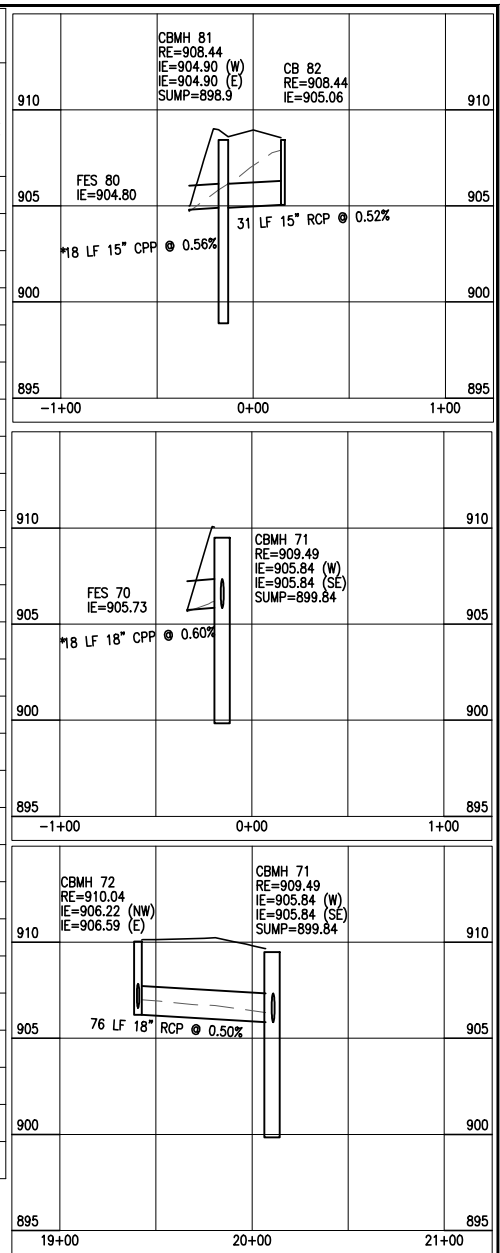 CBMH 81
RE=908.44
IE=904.90 (W)
IE=904.90 (E)
SUMP=898.9
CB 82
RE=908.44
IE=905.06
910
910
FES 80
IE=904.80
905
905
31 LF 15" RCP @ 0.52%
*18 LF 15" CPP @ 0.56%
900
900
895
895
-1+00
0+00
1+00
910
910
CBMH 71
RE=909.49
IE=905.84 (W)
IE=905.84 (SE)
SUMP=899.84
FES 70
IE=905.73
905
905
*18 LF 18" CPP @ 0.60%
900
900
895
895
-1+00
0+00
1+00
CBMH 72
RE=910.04
IE=906.22 (NW)
IE=906.59 (E)
CBMH 71
RE=909.49
IE=905.84 (W)
IE=905.84 (SE)
SUMP=899.84
910
910
905
905
76 LF 18" RCP @ 0.50%
900
900
895
895
19+00
20+00
21+00